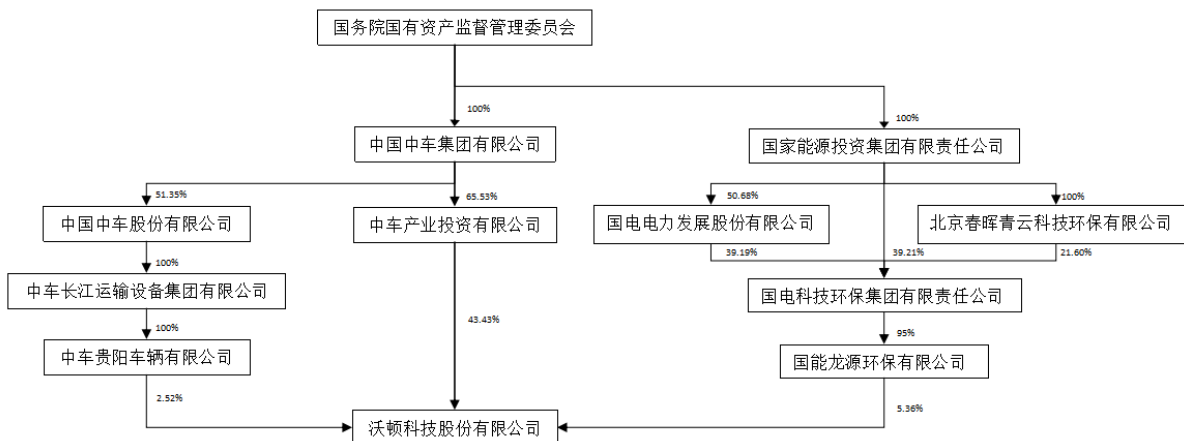 国务院国有资产监督管理委员会
100%
100%
中国中车集团有限公司
国家能源投资集团有限责任公司
51.35%
65.53%
50.68%
100%
中国中车股份有限公司
中车产业投资有限公司
国电电力发展股份有限公司
北京春晖青云科技环保有限公司
100%
39.19%
39.21%
21.60%
中车长江运输设备集团有限公司
国电科技环保集团有限责任公司
100%
43.43%
95%
中车贵阳车辆有限公司
国能龙源环保有限公司
2.52%
5.36%
沃顿科技股份有限公司